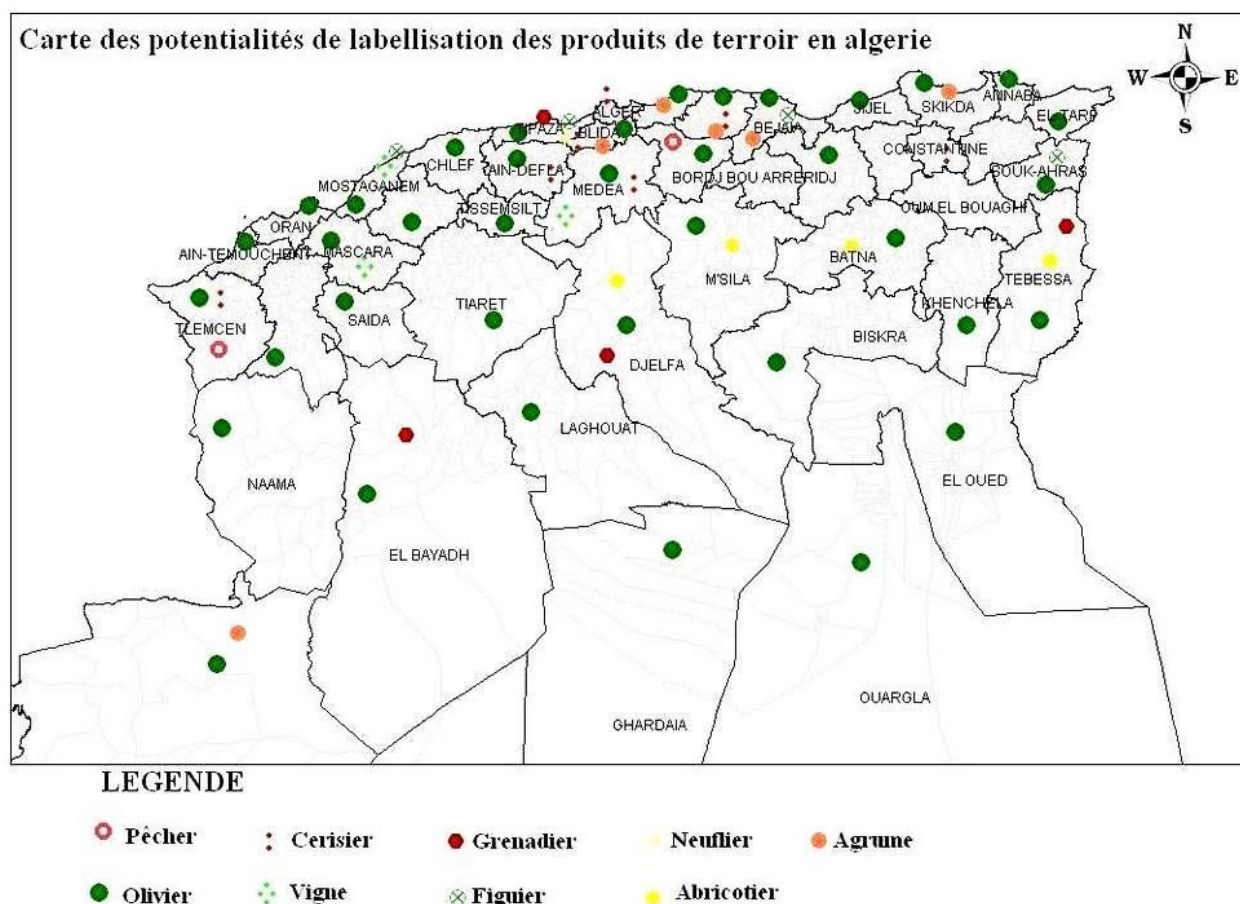 Carte des potentialités de labellisation des produits de terroir en algerie
N
W E
S
ALGER
JIJEL
SKIKDA
ANNABA
EL TARF
BLIDA
BEJAIA
CONSTANTINE
CHLEF
AIN-DEFLA
MEDEA
BORDJ BOU ARRERIDJ
SOUK-AHRAS
MOSTAGANEM
TISSEMSILT
OUM EL BOUAGHI
ORAN
AIN-TEMOUCHENT
MASCARA
M'SILA
BATNA
TEBESSA
KHENCHELA
TLEMCEN
SAIDA
TIARET
BISKRA
DJELFA
LAGHOUAT
NAAMA
EL OUED
EL BAYADH
OUARGLA
GHARDAIA
LEGENDE
Pêcher Cerisier Grenadier Neuflier Agrume
Olivier Vigne Figuier Abricotier